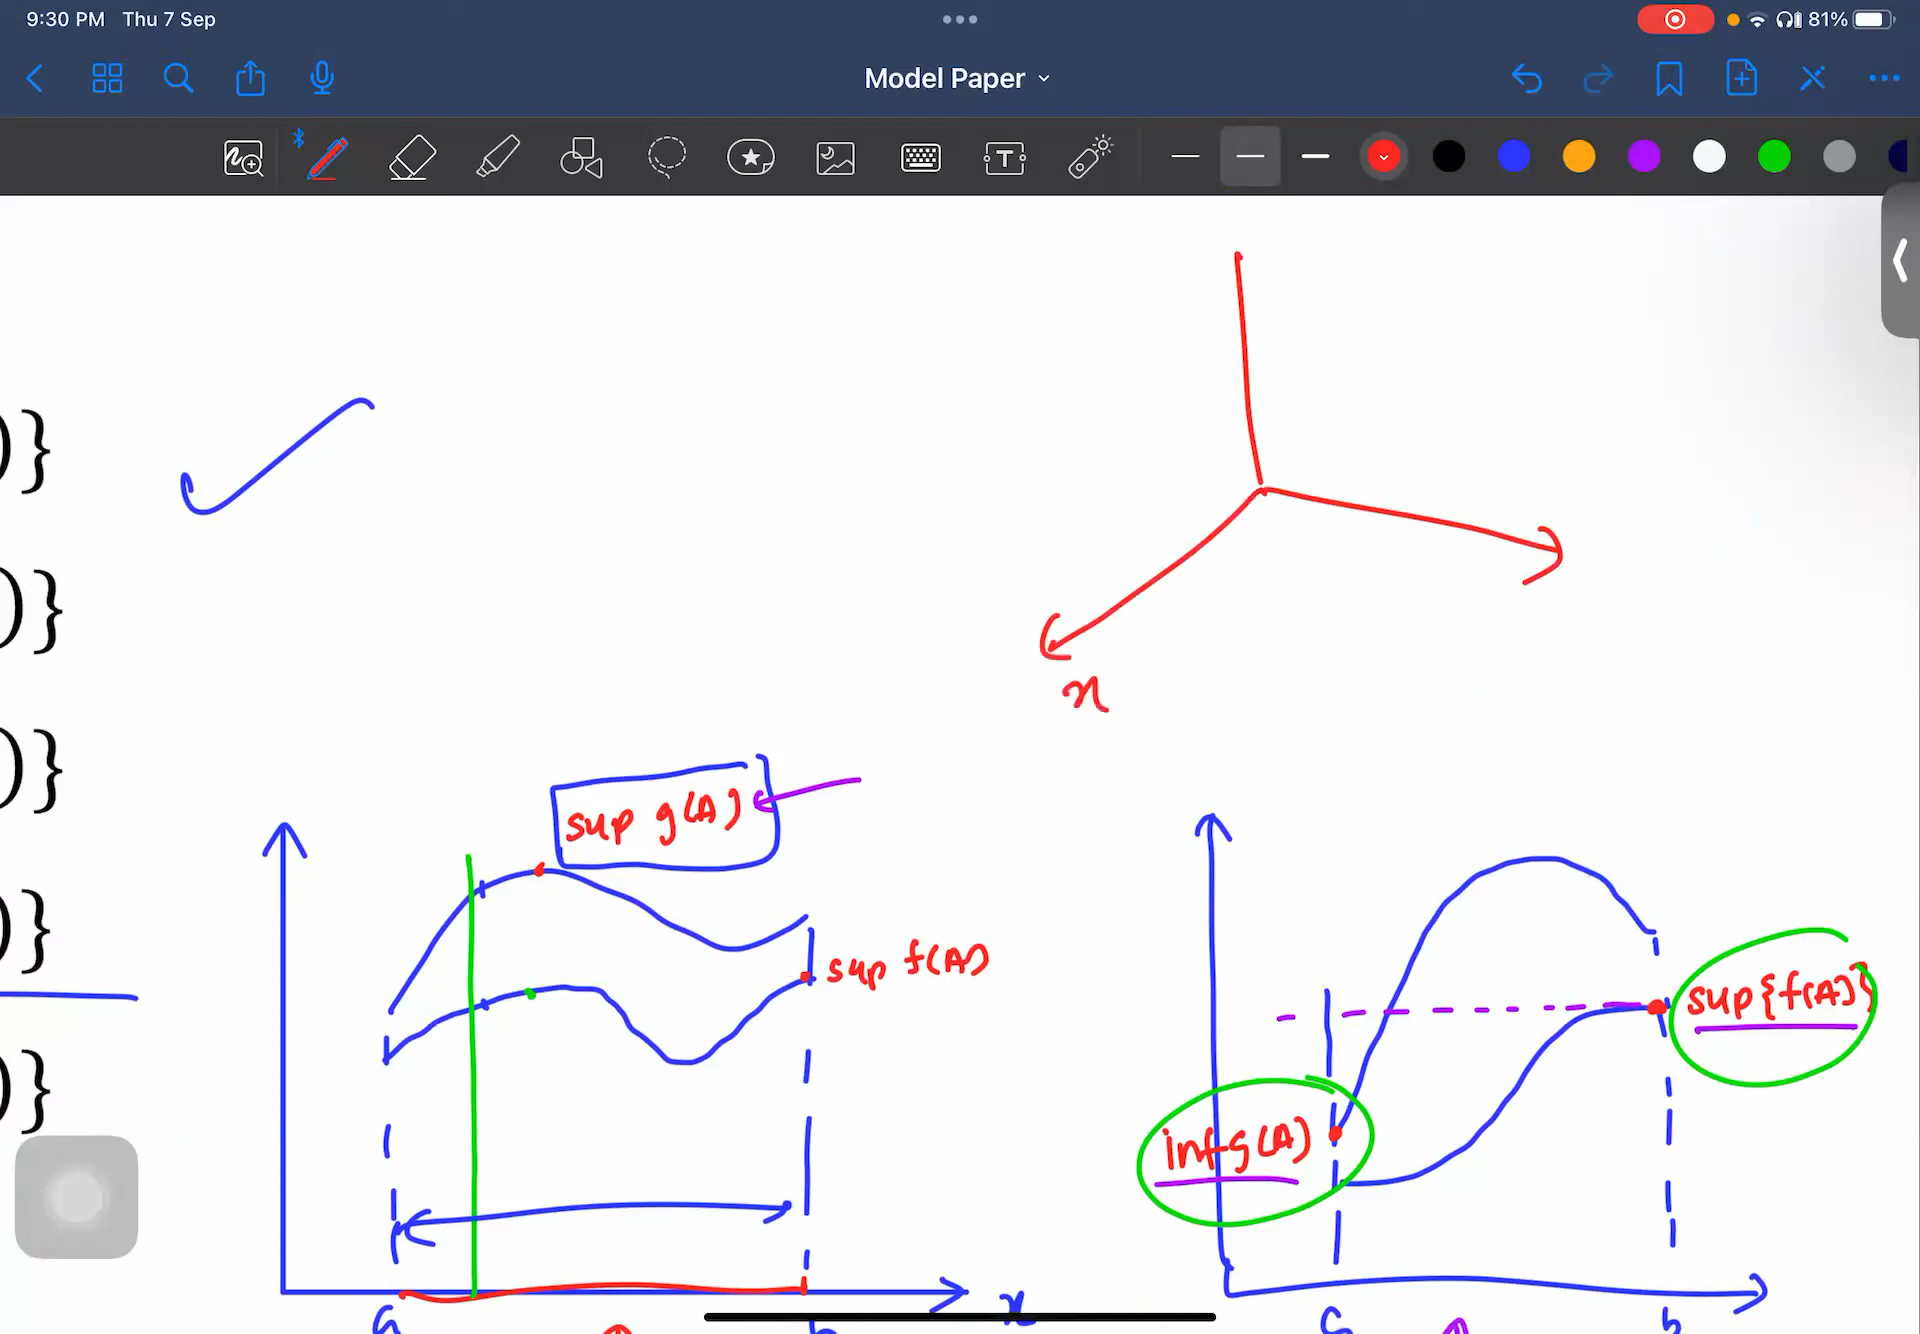 9:30 PM Thu 7 Sep
81%
Model Paper
T
)}
)}
)}
)}
)}
x
sup g(A)
sup f(A)
sup{f(A)}
inf g(A)
x
a
b
a
b